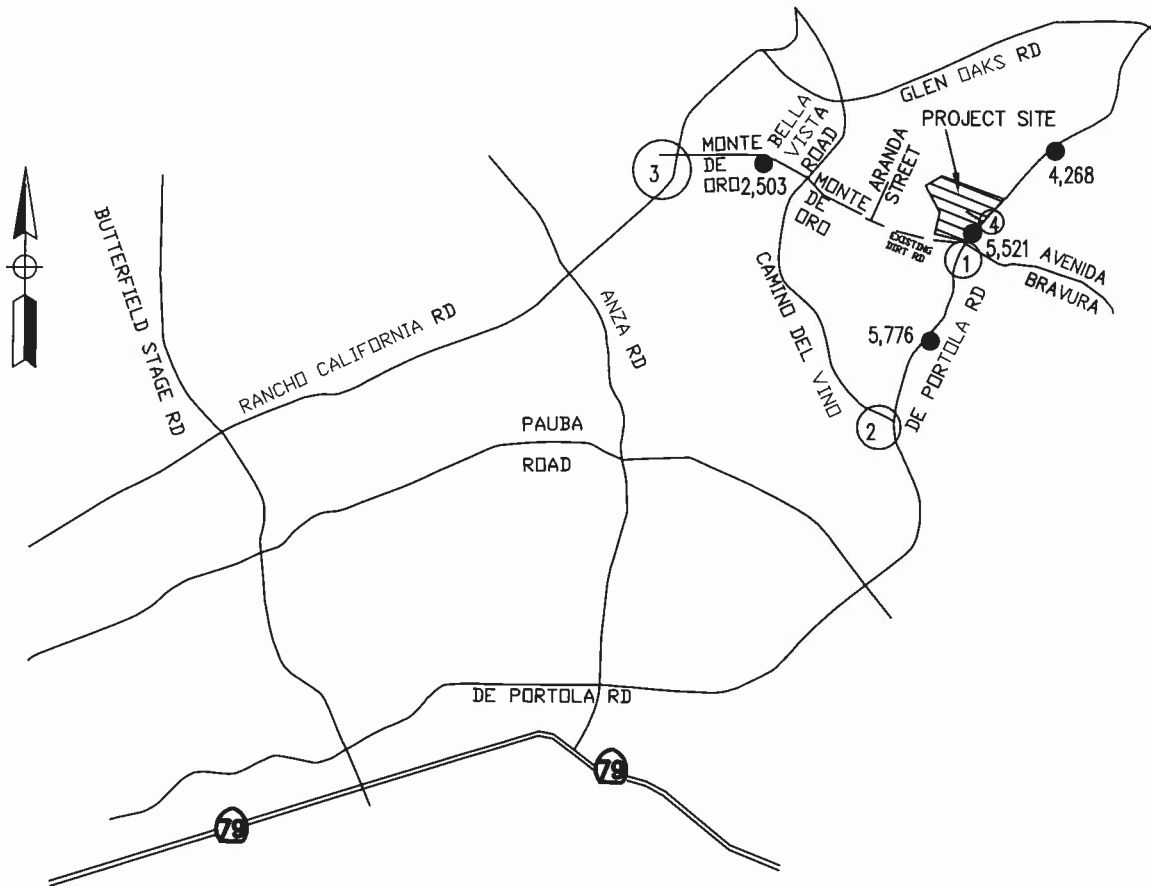 GLEN OAKS RD
PROJECT SITE
BELLA
VISTA
ROAD
MONTE
DE
ORO
2,503
3
ARANDA
STREET
4,268
MONTE
DE
ORO
4
EXISTING
DIRT RD
5,521
AVENIDA
BRAVURA
1
BUTTERFIELD STAGE RD
CAMINO DEL VINO
ANZA RD
RANCHO CALIFORNIA RD
5,776
DE PORTOLA RD
2
PAUBA
ROAD
DE PORTOLA RD
79
79